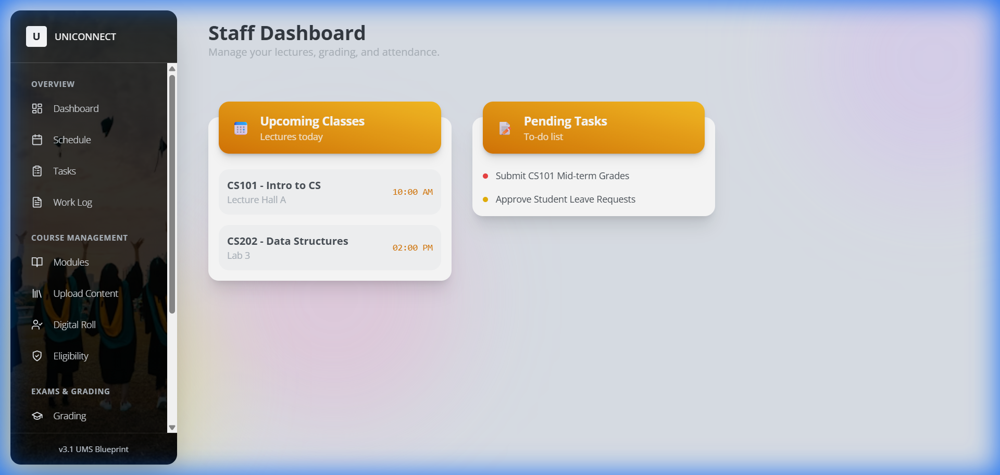 U UNICONNECT
OVERVIEW
Dashboard
Schedule
Tasks
Work Log
COURSE MANAGEMENT
Modules
Upload Content
Digital Roll
Eligibility
EXAMS & GRADING
Grading
v3.1 UMS Blueprint
Staff Dashboard
Manage your lectures, grading, and attendance.
Upcoming Classes
Lectures today
CS101 - Intro to CS
Lecture Hall A
10:00 AM
CS202 - Data Structures
Lab 3
02:00 PM
Pending Tasks
To-do list
Submit CS101 Mid-term Grades
Approve Student Leave Requests